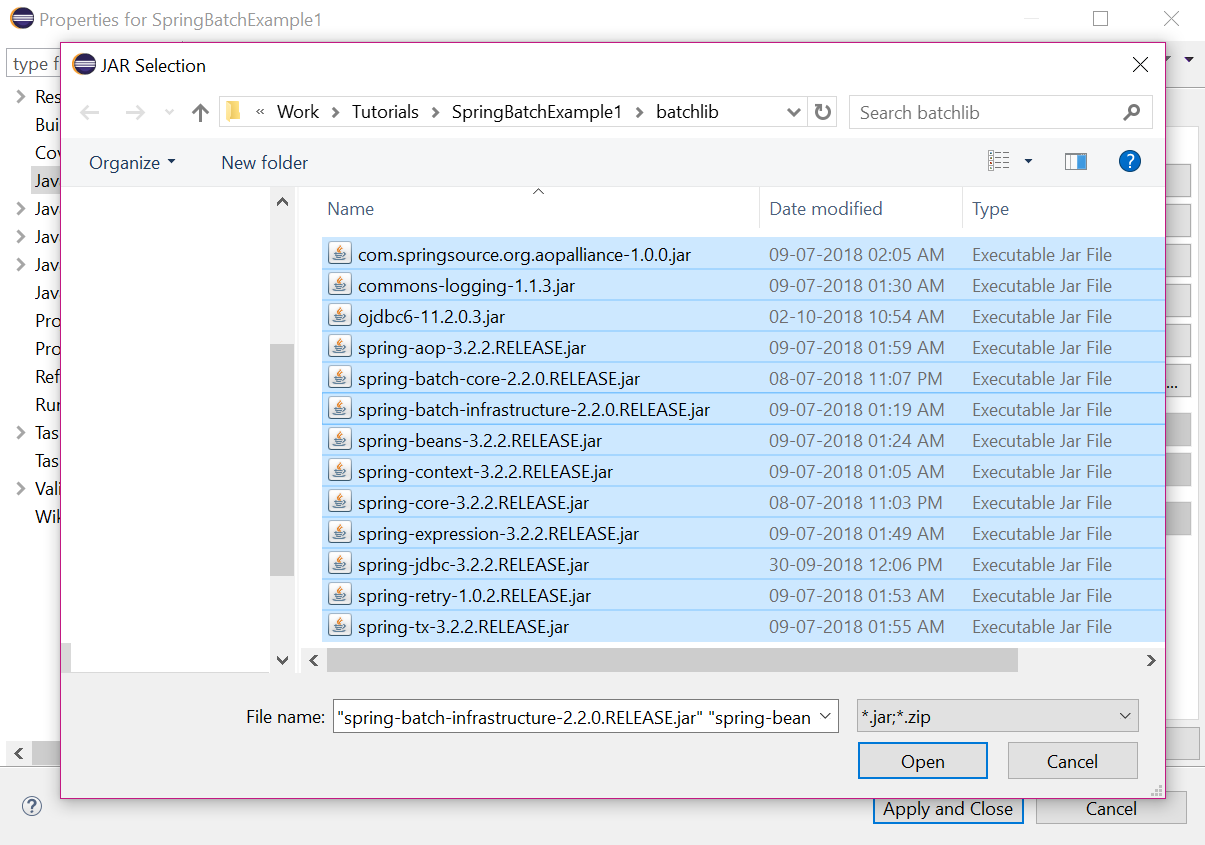 Properties for SpringBatchExample1
type f
JAR Selection
« Work > Tutorials > SpringBatchExample1 > batchlib
Search batchlib
Organize
New folder
Res
Bui
Cov
Jav
Jav
Jav
Jav
Jav
Pro
Pro
Ref
Run
Tas
Tas
Vali
Wik
Name Date modified Type
com.springsource.org.aopalliance-1.0.0.jar 09-07-2018 02:05 AM Executable Jar File
commons-logging-1.1.3.jar 09-07-2018 01:30 AM Executable Jar File
ojdbc6-11.2.0.3.jar 02-10-2018 10:54 AM Executable Jar File
spring-aop-3.2.2.RELEASE.jar 09-07-2018 01:59 AM Executable Jar File
spring-batch-core-2.2.0.RELEASE.jar 08-07-2018 11:07 PM Executable Jar File
spring-batch-infrastructure-2.2.0.RELEASE.jar 09-07-2018 01:19 AM Executable Jar File
spring-beans-3.2.2.RELEASE.jar 09-07-2018 01:24 AM Executable Jar File
spring-context-3.2.2.RELEASE.jar 09-07-2018 01:05 AM Executable Jar File
spring-core-3.2.2.RELEASE.jar 08-07-2018 11:03 PM Executable Jar File
spring-expression-3.2.2.RELEASE.jar 09-07-2018 01:49 AM Executable Jar File
spring-jdbc-3.2.2.RELEASE.jar 30-09-2018 12:06 PM Executable Jar File
spring-retry-1.0.2.RELEASE.jar 09-07-2018 01:53 AM Executable Jar File
spring-tx-3.2.2.RELEASE.jar 09-07-2018 01:55 AM Executable Jar File
...
File name: "spring-batch-infrastructure-2.2.0.RELEASE.jar" "spring-bean
*.jar;*.zip
Open
Cancel
Apply and Close
Cancel